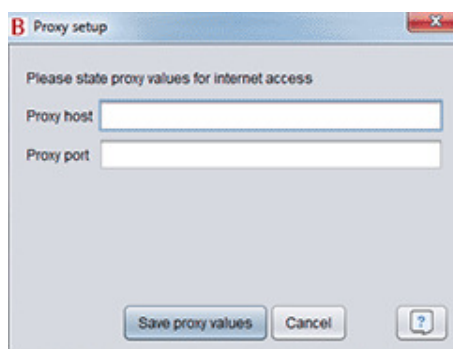 B Proxy setup
Please state proxy values for internet access
Proxy host
Proxy port
Save proxy values Cancel ?